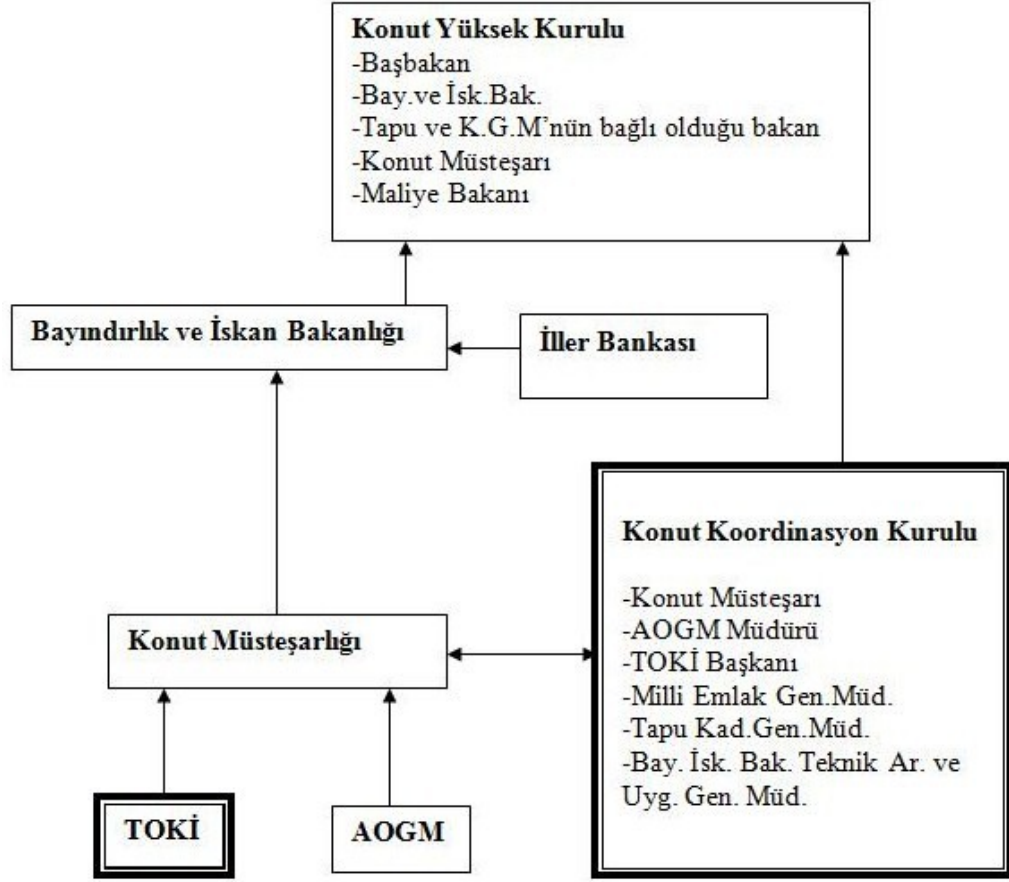 Konut Yüksek Kurulu
-Başbakan
-Bay.ve İsk.Bak.
-Tapu ve K.G.M'nün bağlı olduğu bakan
-Konut Müsteşarı
-Maliye Bakanı
Bayındırlık ve İskan Bakanlığı
İller Bankası
Konut Koordinasyon Kurulu
-Konut Müsteşarı
-AOGM Müdürü
-TOKİ Başkanı
-Milli Emlak Gen.Müd.
-Tapu Kad.Gen.Müd.
-Bay. İsk. Bak. Teknik Ar. ve
Uyg. Gen. Müd.
Konut Müsteşarlığı
TOKİ
AOGM